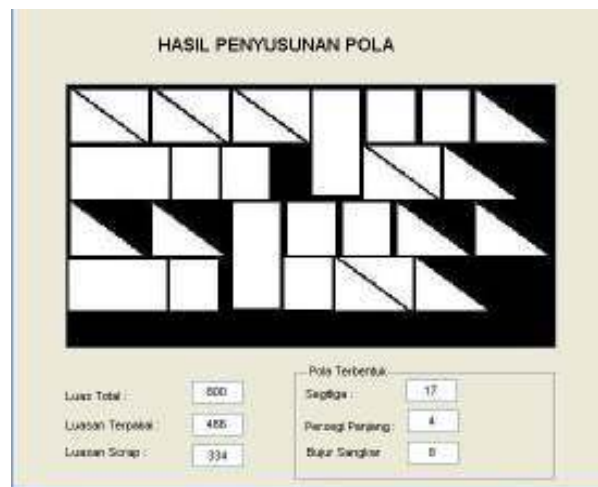 HASIL PENYUSUNAN POLA
Luas Total : 800
Luasan Terpakai : 466
Luasan Scrap : 334
Pola Terbentuk
Segitiga : 17
Persegi Panjang : 4
Bujur Sangkar